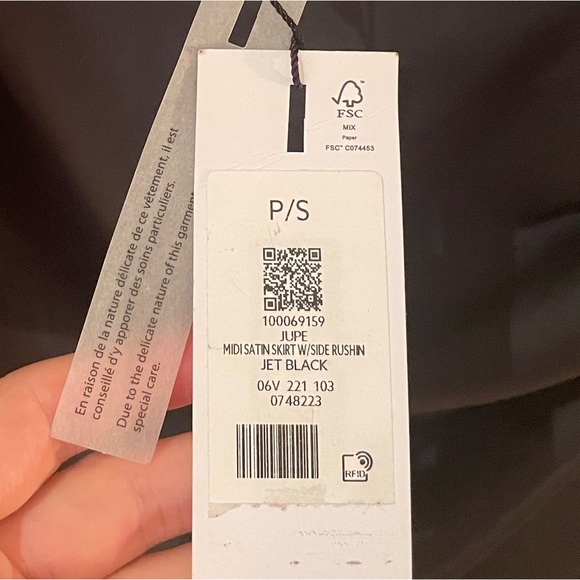 En raison de la nature délicate de ce vêtement, il est
conseillé d'y apporer des soins particuliers.
Due to the delicate nature of this garment
special care.
FSC
MIX
Paper
FSC™ C074453
P/S
100069159
JUPE
MIDI SATIN SKIRT W/SIDE RUSHIN
JET BLACK
06V 221 103
0748223
RFID